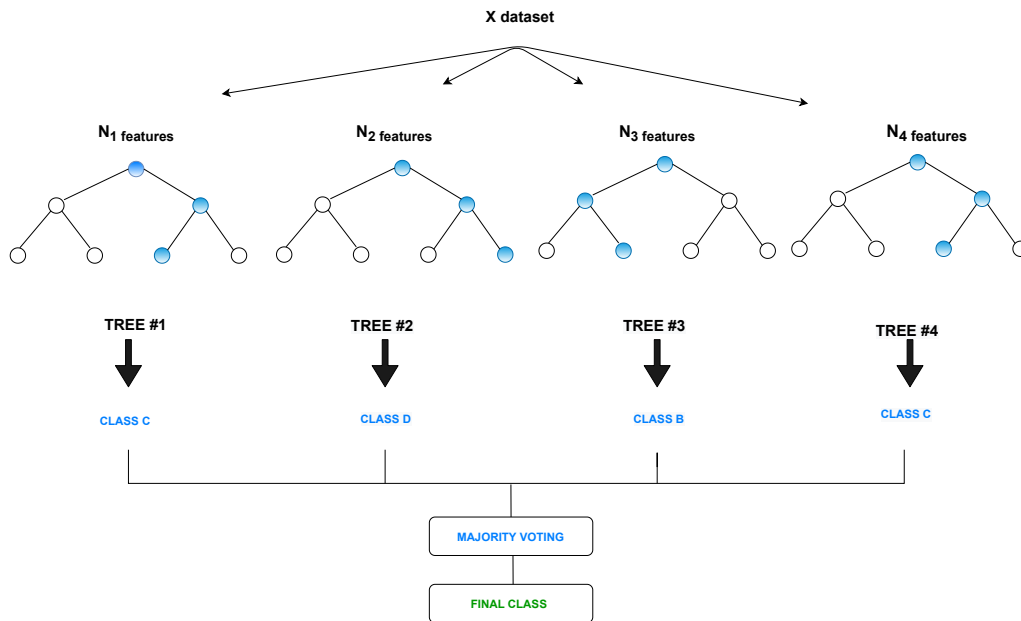 X dataset
N1 features
N2 features
N3 features
N4 features
TREE #1
TREE #2
TREE #3
TREE #4
CLASS C
CLASS D
CLASS B
CLASS C
MAJORITY VOTING
FINAL CLASS